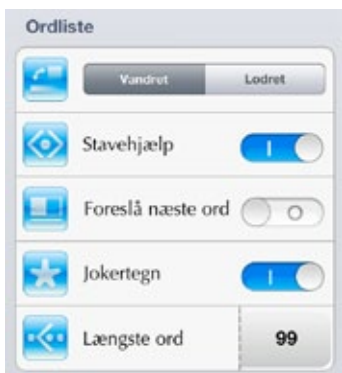 Ordliste
Vandret Lodret
Stavehjælp
Foreslå næste ord
Jokertegn
Længste ord 99